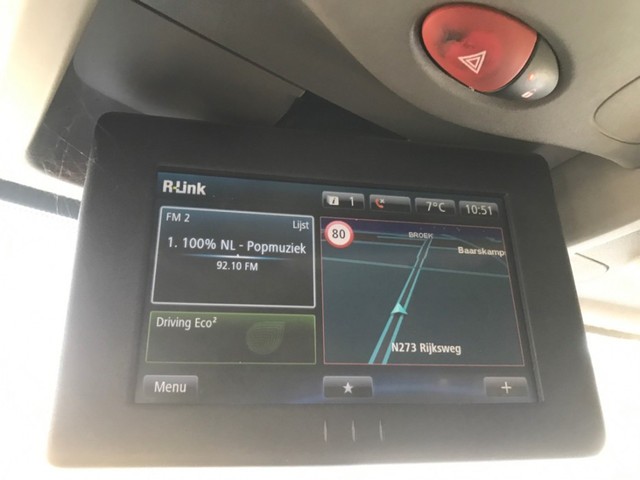 R-Link
1
7°C
10:51
FM 2
Lijst
1. 100% NL - Popmuziek
92.10 FM
80
BROEK
Baarskamp
Driving Eco²
N273 Rijksweg
Menu
+